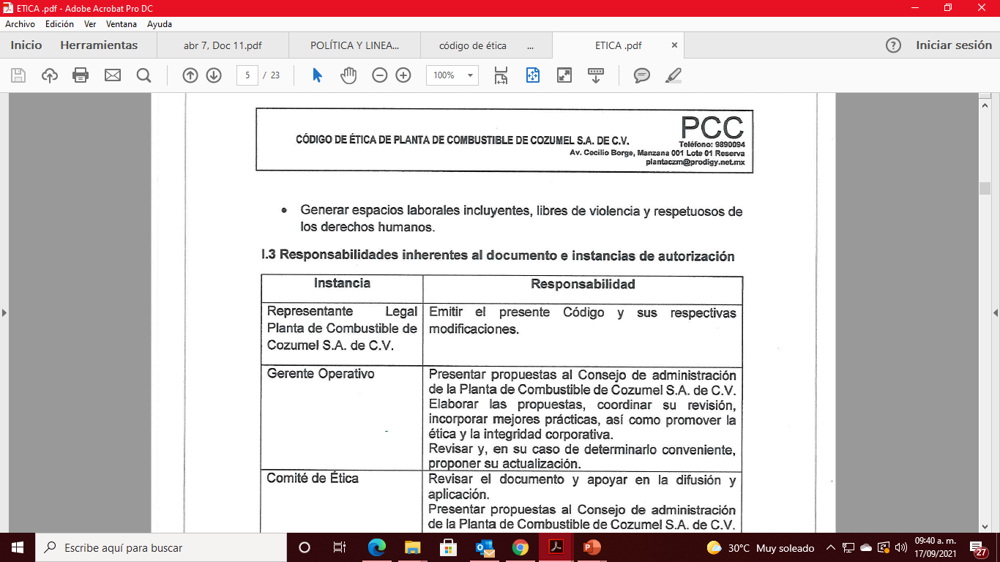 ETICA .pdf - Adobe Acrobat Pro DC
Archivo Edición Ver Ventana Ayuda
Inicio Herramientas abr 7, Doc 11.pdf POLÍTICA Y LINEA... código de ética ... ETICA .pdf × Iniciar sesión
5 / 23 100%
CÓDIGO DE ÉTICA DE PLANTA DE COMBUSTIBLE DE COZUMEL S.A. DE C.V.
PCC
Teléfono: 9890094
Av. Cecilio Borge, Manzana 001 Lote 01 Reserva
plantaczm@prodigy.net.mx
• Generar espacios laborales incluyentes, libres de violencia y respetuosos de
los derechos humanos.
I.3 Responsabilidades inherentes al documento e instancias de autorización
Instancia Responsabilidad
Representante Legal
Planta de Combustible de
Cozumel S.A. de C.V.
Emitir el presente Código y sus respectivas
modificaciones.
Gerente Operativo
Presentar propuestas al Consejo de administración
de la Planta de Combustible de Cozumel S.A. de C.V.
Elaborar las propuestas, coordinar su revisión,
incorporar mejores prácticas, así como promover la
ética y la integridad corporativa.
Revisar y, en su caso de determinarlo conveniente,
proponer su actualización.
Comité de Ética
Revisar el documento y apoyar en la difusión y
aplicación.
Presentar propuestas al Consejo de administración
de la Planta de Combustible de Cozumel S.A. de C.V.
Escribe aquí para buscar
30°C Muy soleado
09:40 a. m.
17/09/2021
27